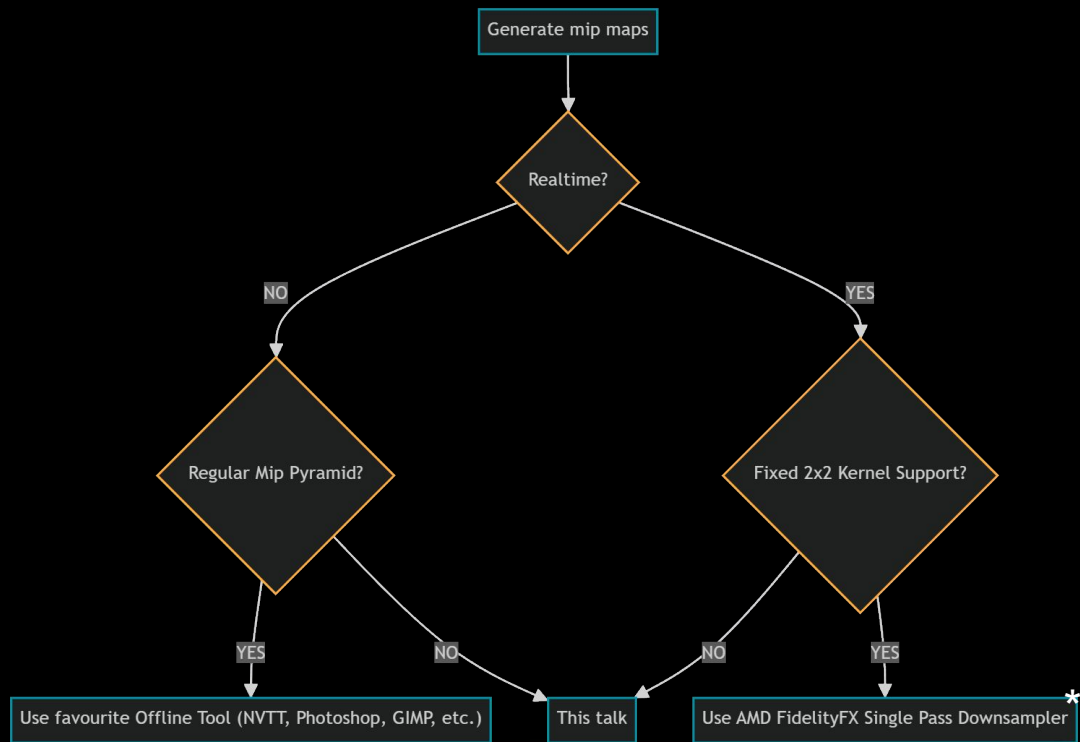 Generate mip maps
Realtime?
NO
YES
Regular Mip Pyramid?
Fixed 2x2 Kernel Support?
YES
NO
NO
YES
Use favourite Offline Tool (NVTT, Photoshop, GIMP, etc.)
This talk
Use AMD FidelityFX Single Pass Downsampler
*